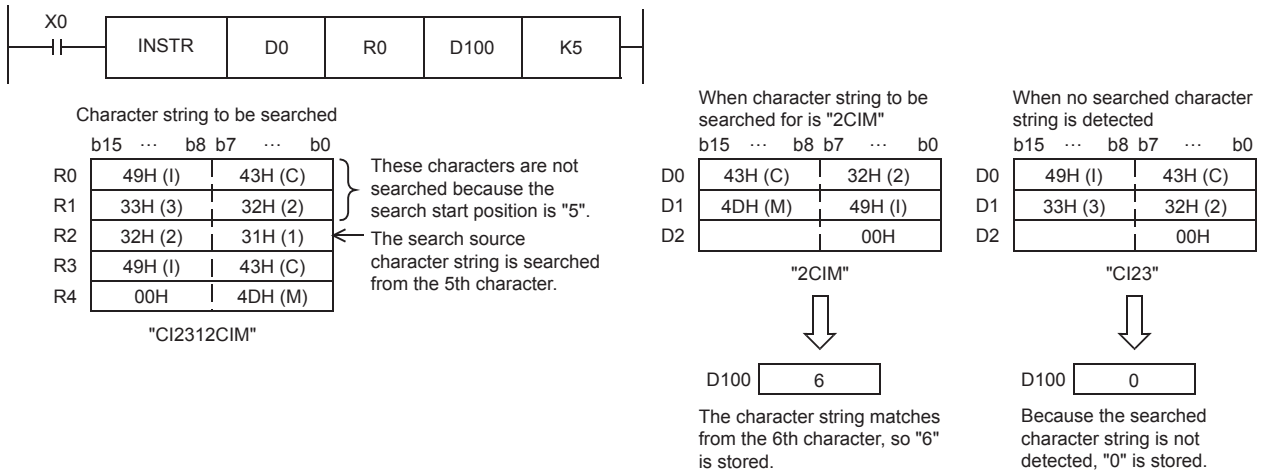 X0
INSTR D0 R0 D100 K5
Character string to be searched
b15 ··· b8 b7 ··· b0
R0 49H (I) 43H (C)
R1 33H (3) 32H (2)
R2 32H (2) 31H (1)
R3 49H (I) 43H (C)
R4 00H 4DH (M)
"CI2312CIM"
These characters are not
searched because the
search start position is "5".
The search source
character string is searched
from the 5th character.
When character string to be
searched for is "2CIM"
b15 ··· b8 b7 ··· b0
D0 43H (C) 32H (2)
D1 4DH (M) 49H (I)
D2 00H
"2CIM"
D100 6
The character string matches
from the 6th character, so "6"
is stored.
When no searched character
string is detected
b15 ··· b8 b7 ··· b0
D0 49H (I) 43H (C)
D1 33H (3) 32H (2)
D2 00H
"CI23"
D100 0
Because the searched
character string is not
detected, "0" is stored.